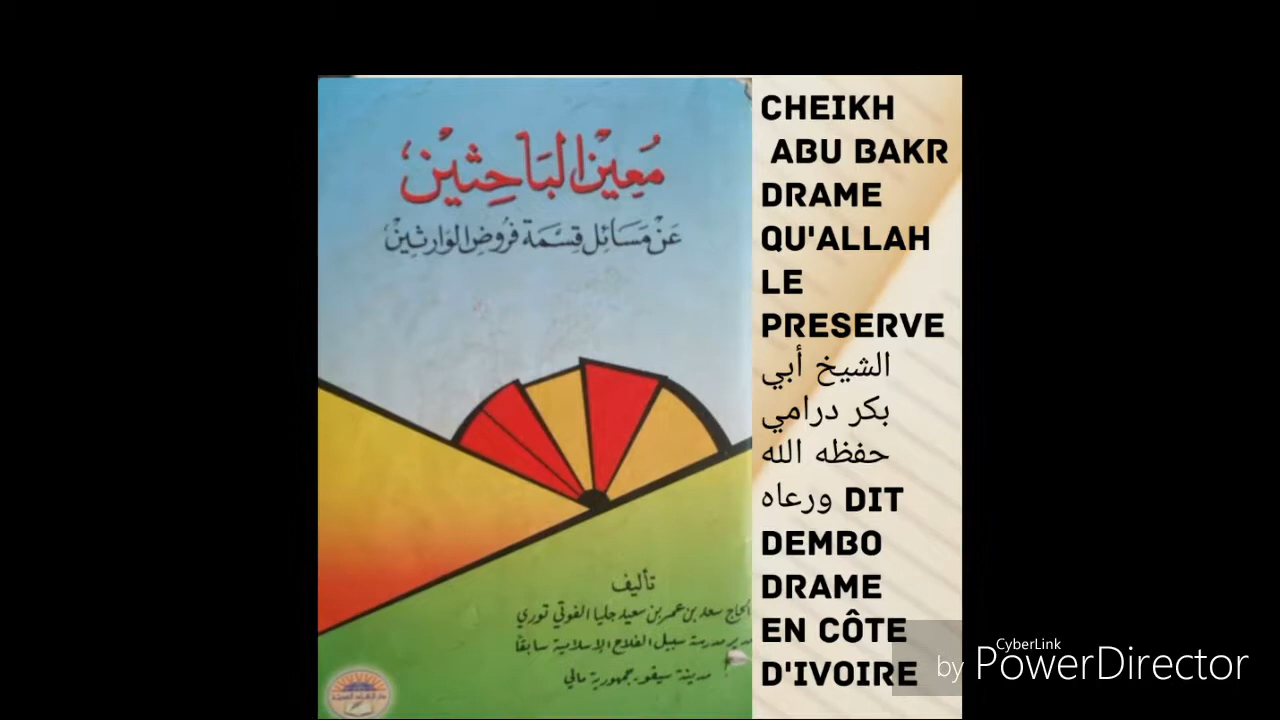 مُعِينُ البَاحِثِينَ
عَنْ مَسَائِلِ قِسْمَةِ فُرُوضِ الوَارِثِينَ
تأليف
الحاج سعد بن عمر بن سعيد جليا الفوتي توري
مدير مدرسة سبيل الفلاح الإسلامية سابقًا
مدينة سيقو - جمهورية مالي
CHEIKH
ABU BAKR
DRAME
QU'ALLAH
LE
PRESERVE
الشيخ أبي
بكر درامي
حفظه الله
ورعاه DIT
DEMBO
DRAME
EN CÔTE
D'IVOIRE
CyberLink
by PowerDirector